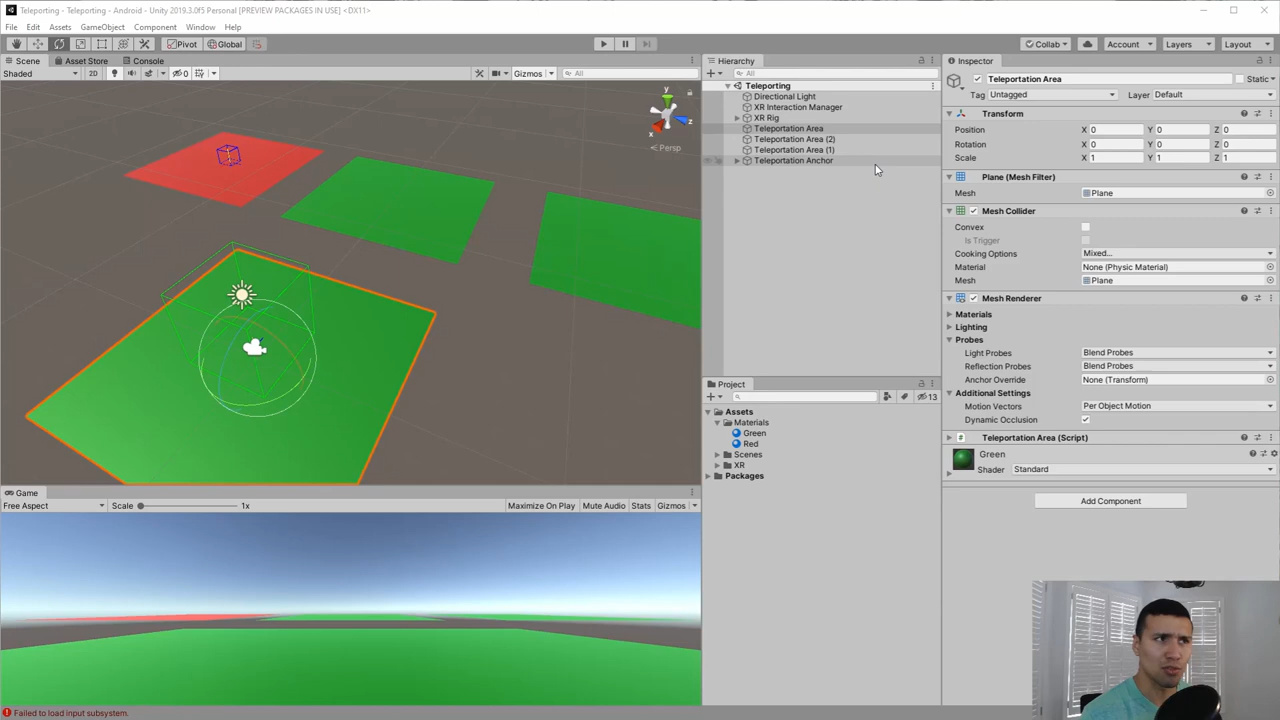 Teleporting - Teleporting - Android - Unity 2019.3.0f5 Personal [PREVIEW PACKAGES IN USE] <DX11>
File Edit Assets GameObject Component Window Help
Pivot Global Collab Account Layers Layout
Scene Asset Store Console
Shaded 2D 0 Gizmos All
y
x z
Persp
Hierarchy
All
Teleporting
Directional Light
XR Interaction Manager
XR Rig
Teleportation Area
Teleportation Area (2)
Teleportation Area (1)
Teleportation Anchor
Project
13
Assets
Materials
Green
Red
Scenes
XR
Packages
Inspector
Teleportation Area Static
Tag Untagged Layer Default
Transform
Position X 0 Y 0 Z 0
Rotation X 0 Y 0 Z 0
Scale X 1 Y 1 Z 1
Plane (Mesh Filter)
Mesh Plane
Mesh Collider
Convex
Is Trigger
Cooking Options Mixed...
Material None (Physic Material)
Mesh Plane
Mesh Renderer
Materials
Lighting
Probes
Light Probes Blend Probes
Reflection Probes Blend Probes
Anchor Override None (Transform)
Additional Settings
Motion Vectors Per Object Motion
Dynamic Occlusion
Teleportation Area (Script)
Green
Shader Standard
Add Component
Game
Free Aspect Scale 1x Maximize On Play Mute Audio Stats Gizmos
Failed to load input subsystem.